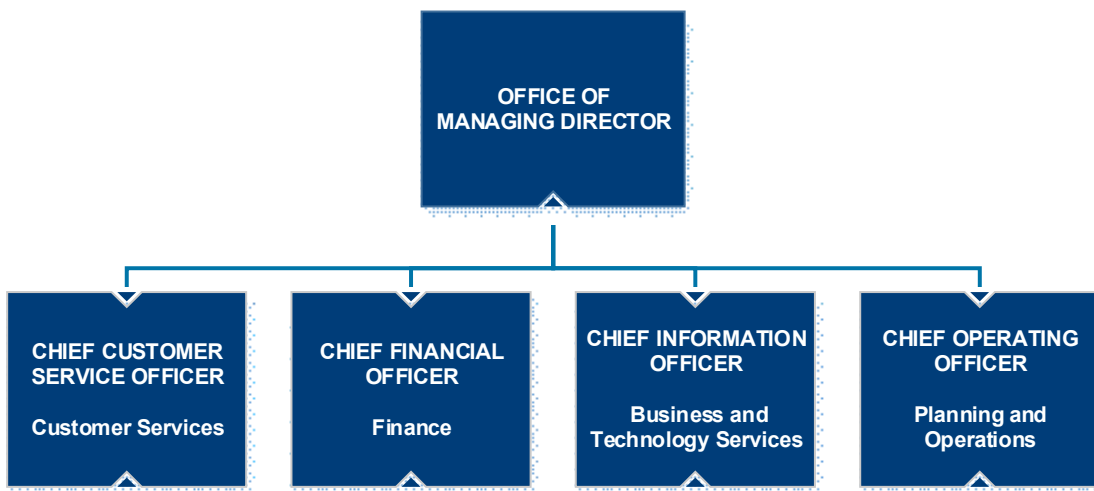 OFFICE OF
MANAGING DIRECTOR
CHIEF CUSTOMER
SERVICE OFFICER
Customer Services
CHIEF FINANCIAL
OFFICER
Finance
CHIEF INFORMATION
OFFICER
Business and
Technology Services
CHIEF OPERATING
OFFICER
Planning and
Operations